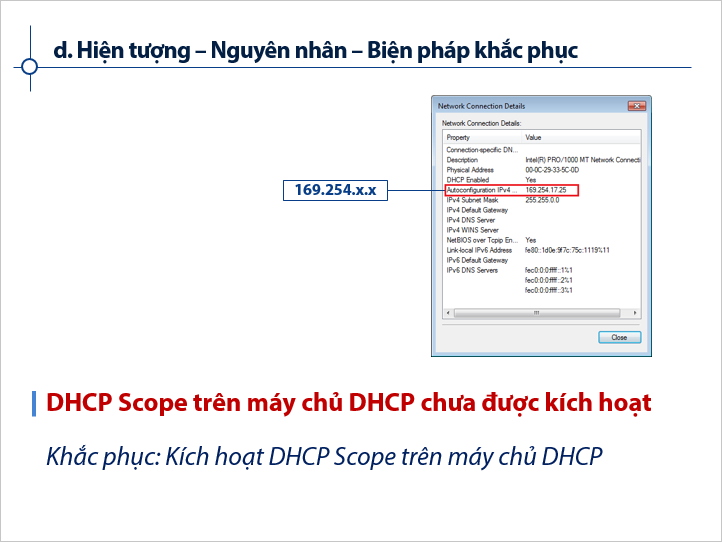 d. Hiện tượng – Nguyên nhân – Biện pháp khắc phục
Network Connection Details
Network Connection Details:
Property Value
Connection-specific DN...
Description Intel(R) PRO/1000 MT Network Connecti
Physical Address 00-0C-29-33-5C-0D
DHCP Enabled Yes
169.254.x.x
Autoconfiguration IPv4 ... 169.254.17.25
IPv4 Subnet Mask 255.255.0.0
IPv4 Default Gateway
IPv4 DNS Server
IPv4 WINS Server
NetBIOS over Tcpip En... Yes
Link-local IPv6 Address fe80::1d0e:9f7c:75c:1119%11
IPv6 Default Gateway
IPv6 DNS Servers fec0:0:0:ffff::1%1
fec0:0:0:ffff::2%1
fec0:0:0:ffff::3%1
Close
DHCP Scope trên máy chủ DHCP chưa được kích hoạt
Khắc phục: Kích hoạt DHCP Scope trên máy chủ DHCP